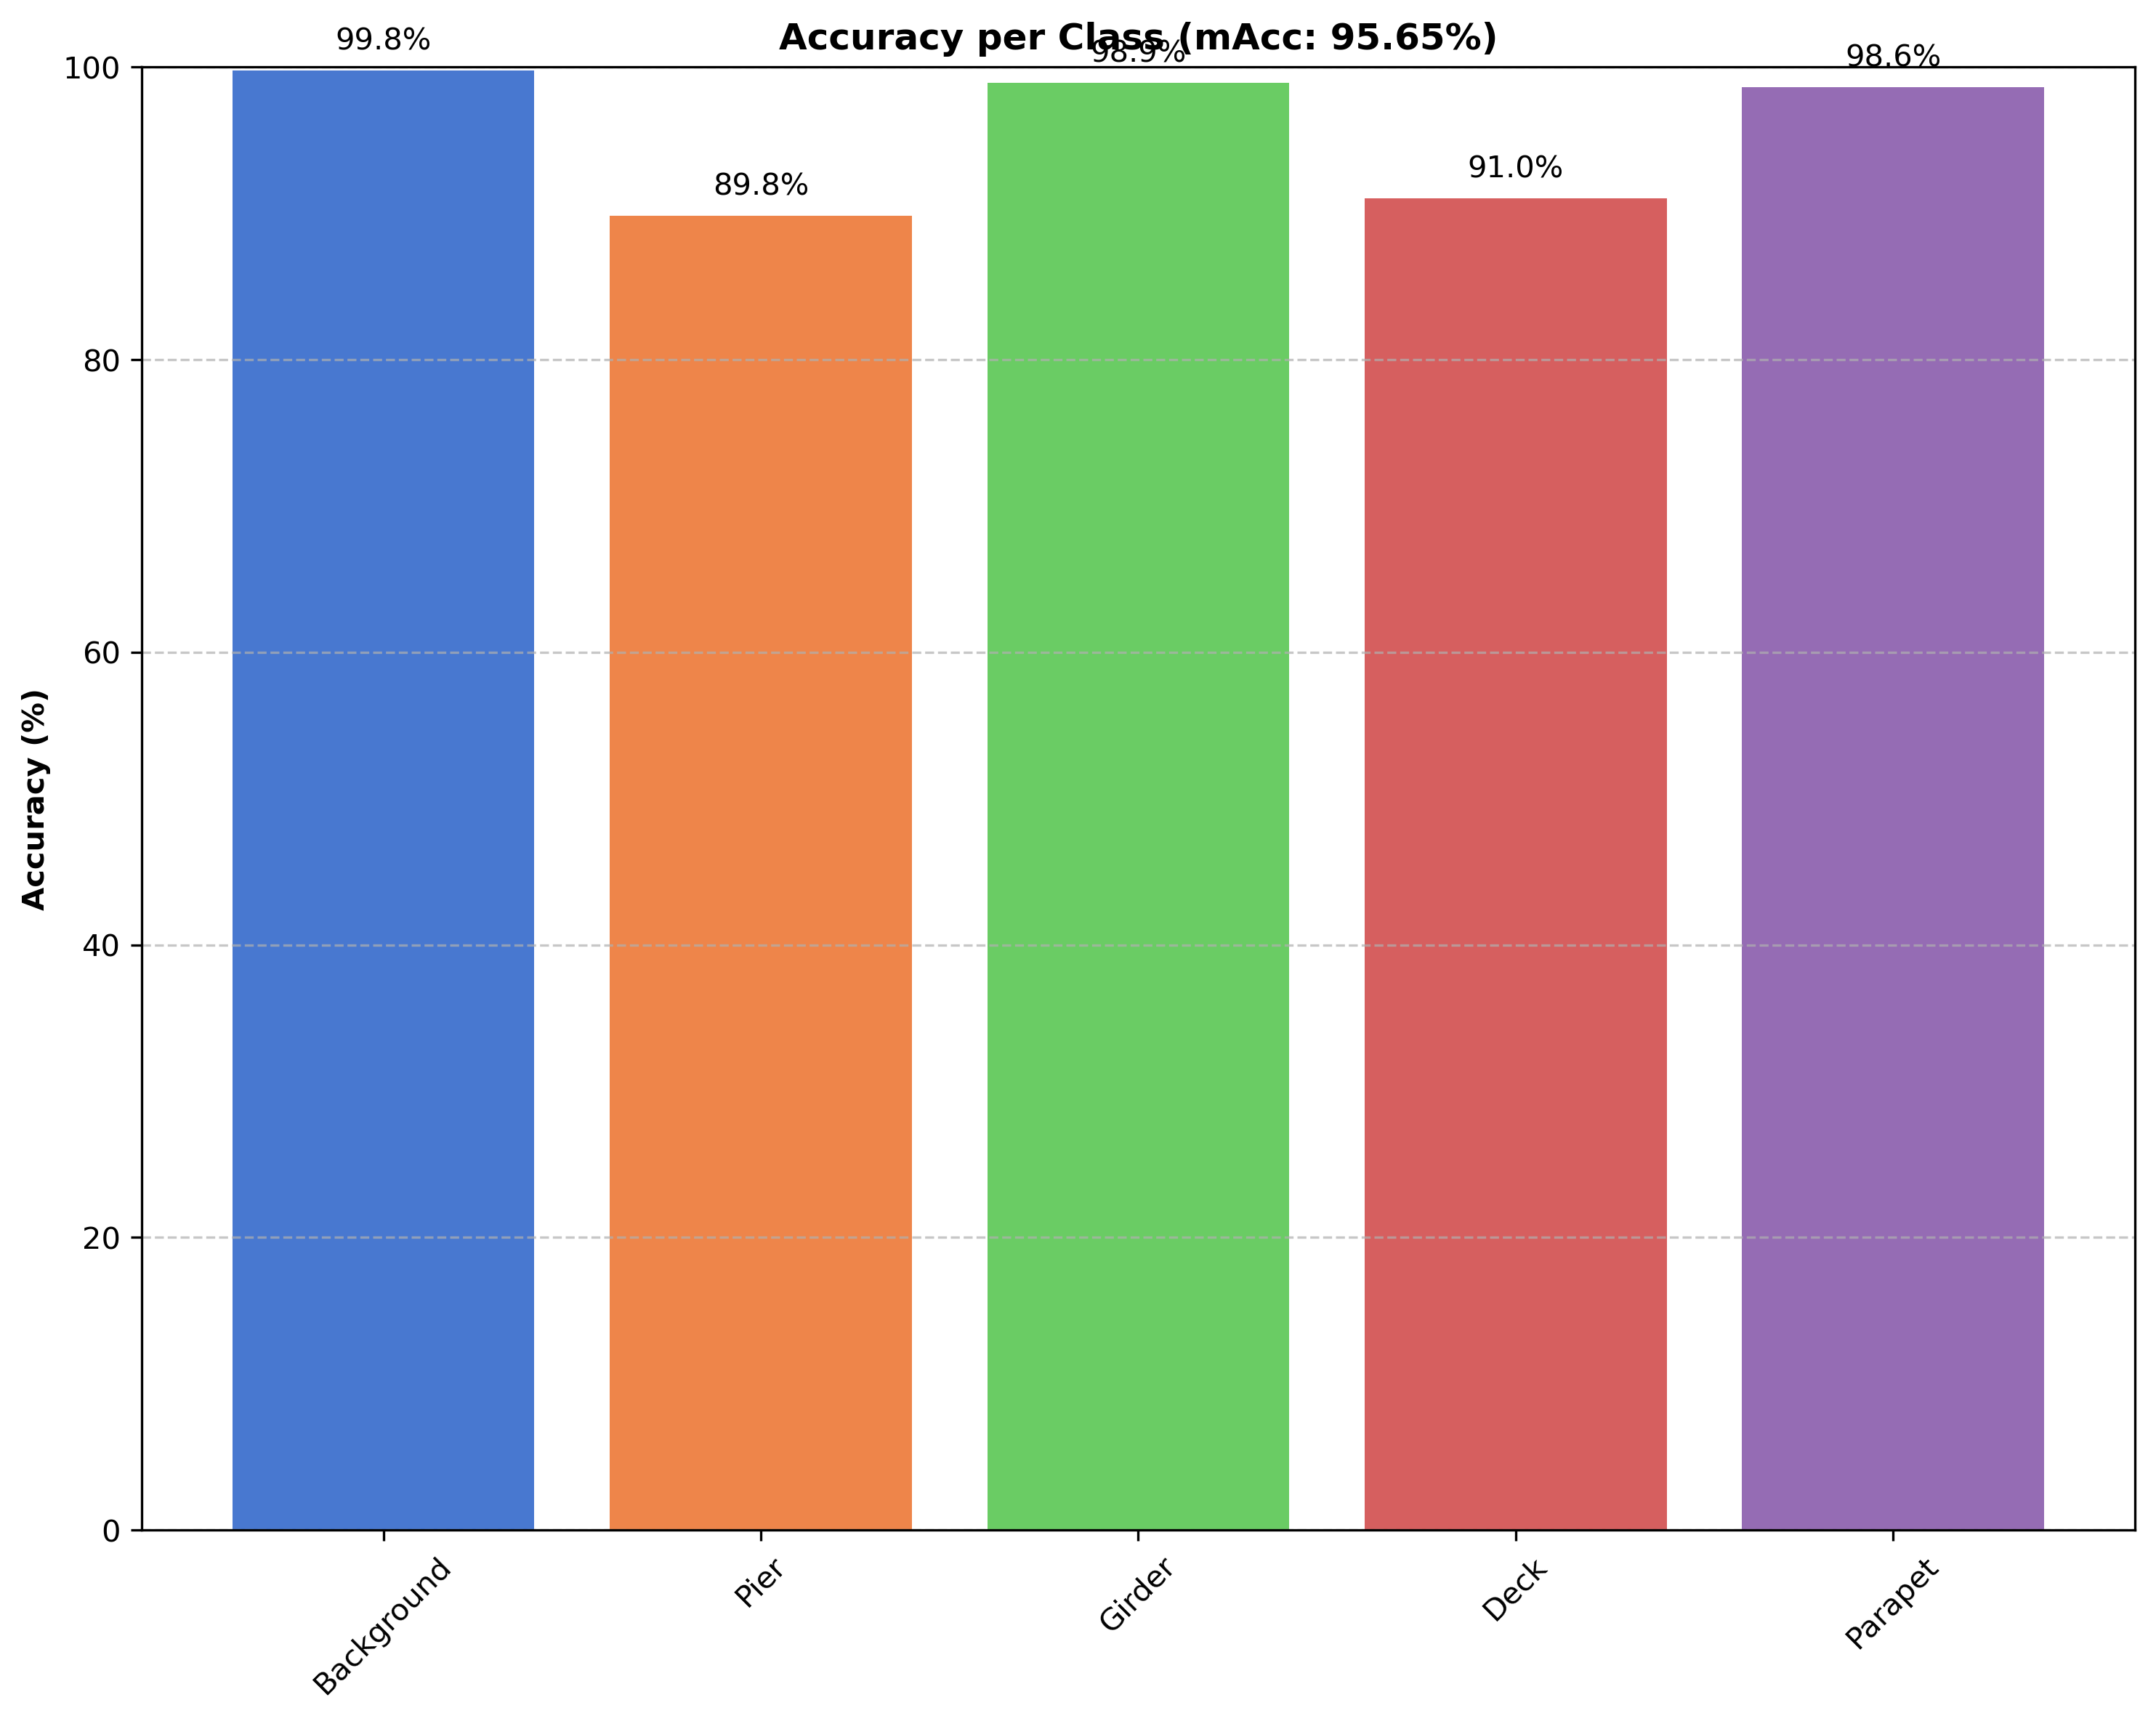 Accuracy per Class (mAcc: 95.65%)
99.8%
89.8%
98.9%
91.0%
98.6%
100
80
60
40
20
0
Accuracy (%)
Background
Pier
Girder
Deck
Parapet